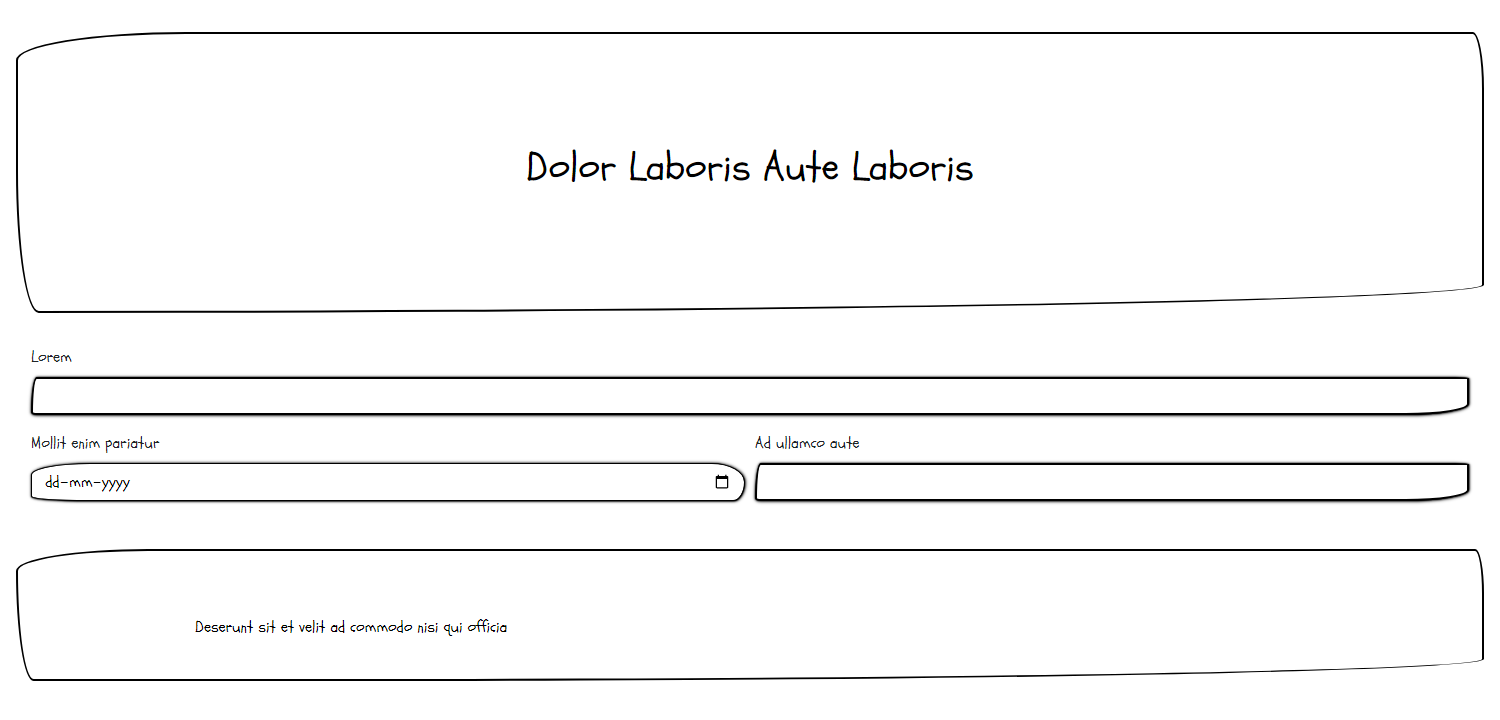 Dolor Laboris Aute Laboris
Lorem
Mollit enim pariatur
Ad ullamco aute
dd-mm-yyyy
Deserunt sit et velit ad commodo nisi qui officia